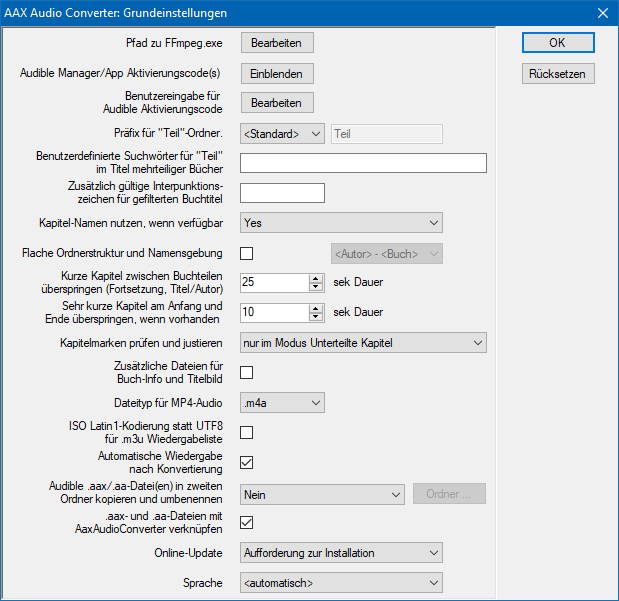 AAX Audio Converter: Grundeinstellungen
Pfad zu FFmpeg.exe
Bearbeiten
OK
Audible Manager/App Aktivierungscode(s)
Einblenden
Rücksetzen
Benutzereingabe für
Audible Aktivierungscode
Bearbeiten
Präfix für "Teil"-Ordner.
<Standard>
Teil
Benutzerdefinierte Suchwörter für "Teil"
im Titel mehrteiliger Bücher
Zusätzlich gültige Interpunktions-
zeichen für gefilterten Buchtitel
Kapitel-Namen nutzen, wenn verfügbar
Yes
Flache Ordnerstruktur und Namensgebung
<Autor> - <Buch>
Kurze Kapitel zwischen Buchteilen
überspringen (Fortsetzung, Titel/Autor)
25
sek Dauer
Sehr kurze Kapitel am Anfang und
Ende überspringen, wenn vorhanden
10
sek Dauer
Kapitelmarken prüfen und justieren
nur im Modus Unterteilte Kapitel
Zusätzliche Dateien für
Buch-Info und Titelbild
Dateityp für MP4-Audio
.m4a
ISO Latin1-Kodierung statt UTF8
für .m3u Wiedergabeliste
Automatische Wiedergabe
nach Konvertierung
Audible .aax/.aa-Datei(en) in zweiten
Ordner kopieren und umbenennen
Nein
Ordner ...
.aax- und .aa-Dateien mit
AaxAudioConverter verknüpfen
Online-Update
Aufforderung zur Installation
Sprache
<automatisch>